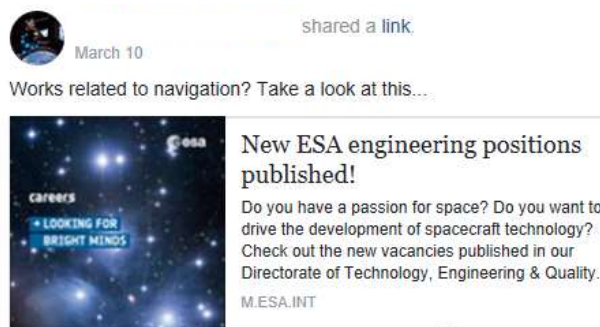 shared a link.
March 10
Works related to navigation? Take a look at this...
esa
careers
+ LOOKING FOR
BRIGHT MINDS
New ESA engineering positions
published!
Do you have a passion for space? Do you want to
drive the development of spacecraft technology?
Check out the new vacancies published in our
Directorate of Technology, Engineering & Quality.
M.ESA.INT